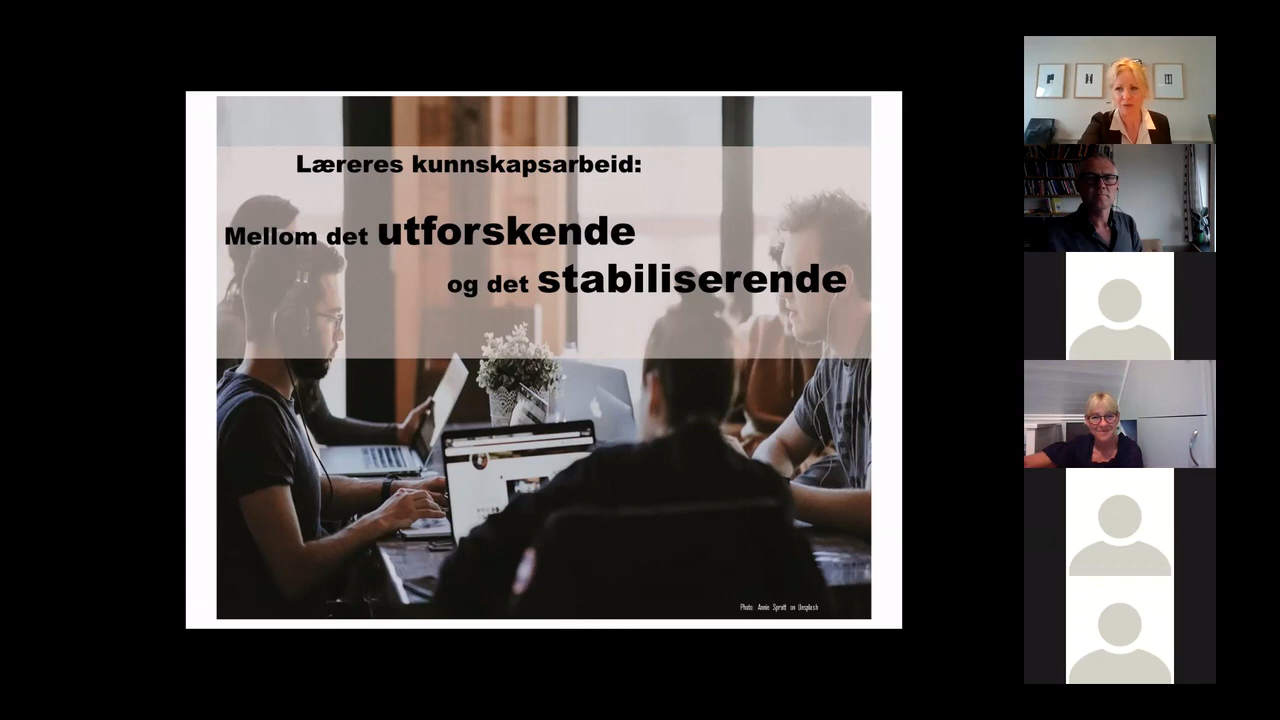 Læreres kunnskapsarbeid:
Mellom det utforskende
og det stabiliserende
Photo: Annie Spratt on Unsplash